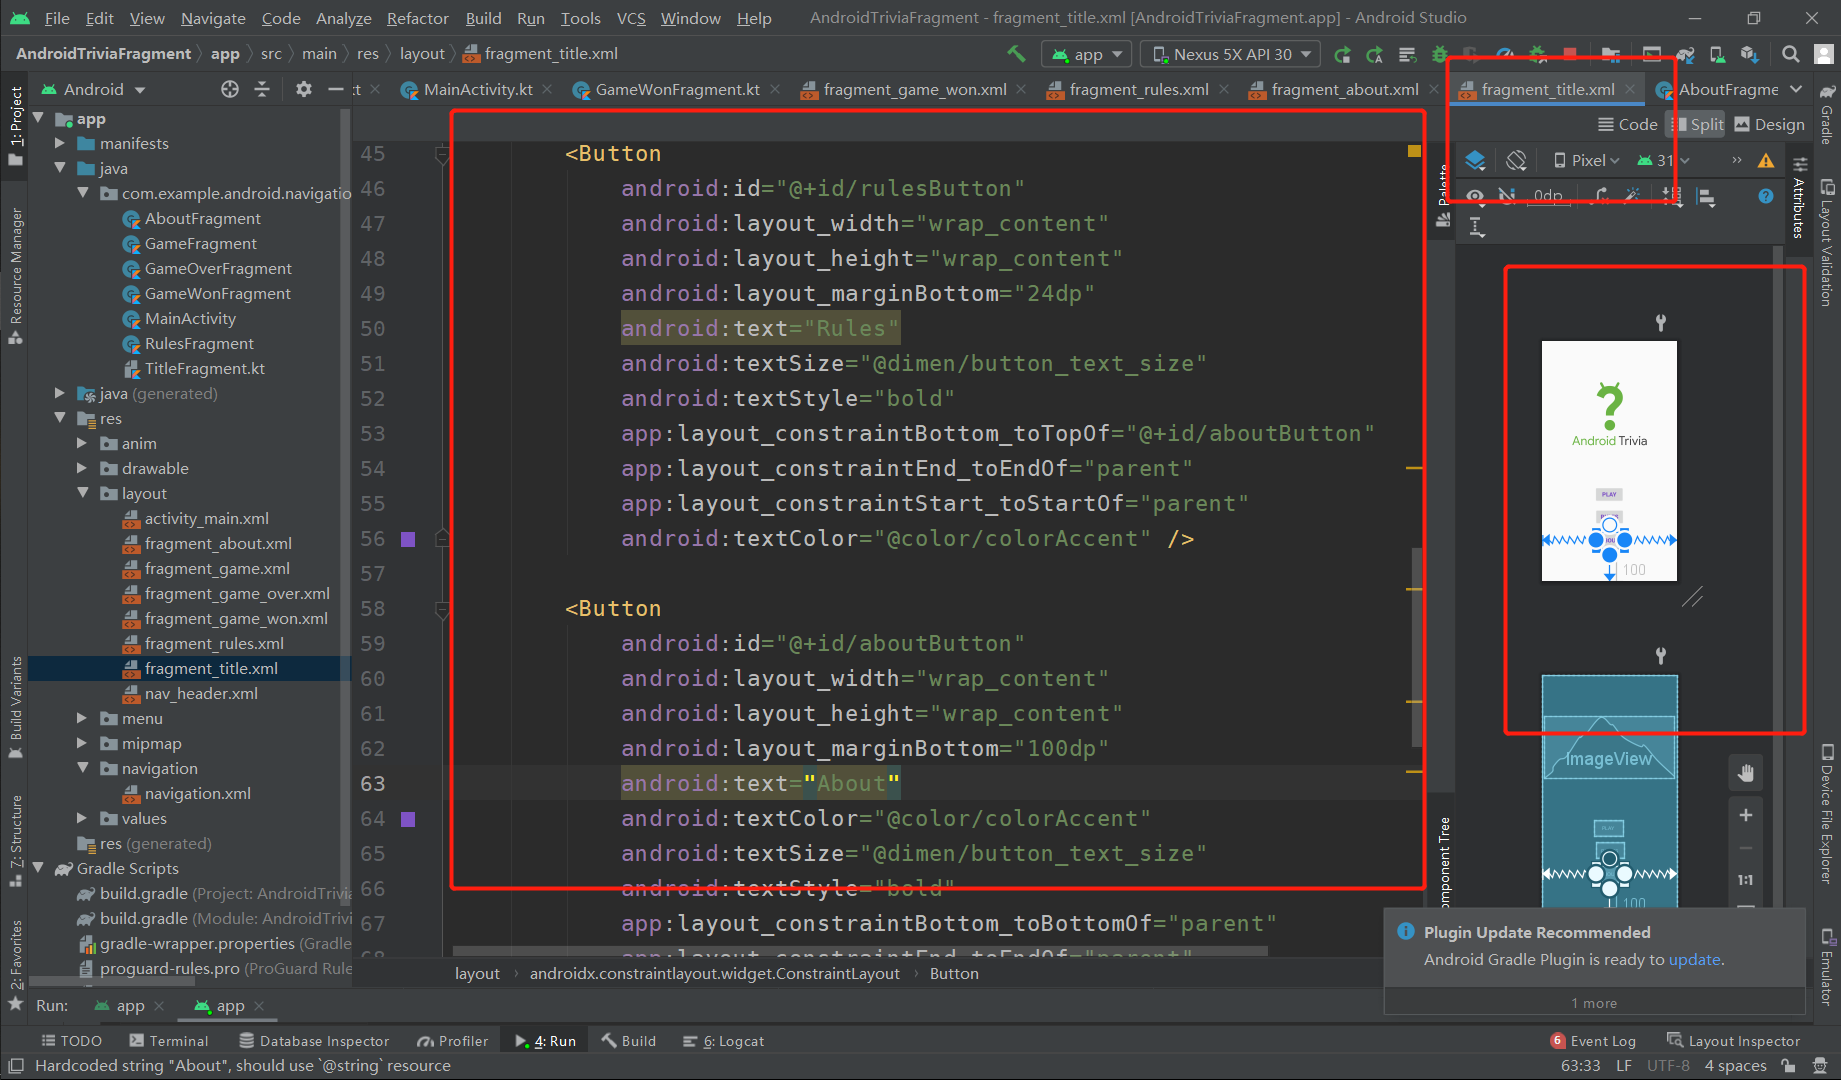 File Edit View Navigate Code Analyze Refactor Build Run Tools VCS Window Help AndroidTriviaFragment - fragment_title.xml [AndroidTriviaFragment.app] - Android Studio
AndroidTriviaFragment app src main res layout fragment_title.xml app Nexus 5X API 30
Android
MainActivity.kt GameWonFragment.kt fragment_game_won.xml fragment_rules.xml fragment_about.xml fragment_title.xml AboutFragme
Code Split Design
Pixel 31
0dp
1: Project
Resource Manager
Build Variants
7: Structure
2: Favorites
app
manifests
java
com.example.android.navigatio
AboutFragment
GameFragment
GameOverFragment
GameWonFragment
MainActivity
RulesFragment
TitleFragment.kt
java (generated)
res
anim
drawable
layout
activity_main.xml
fragment_about.xml
fragment_game.xml
fragment_game_over.xml
fragment_game_won.xml
fragment_rules.xml
fragment_title.xml
nav_header.xml
menu
mipmap
navigation
navigation.xml
values
res (generated)
Gradle Scripts
build.gradle (Project: AndroidTrivia
build.gradle (Module: AndroidTrivi
gradle-wrapper.properties (Gradle
proguard-rules.pro (ProGuard Rule
45 <Button
46 android:id="@+id/rulesButton"
47 android:layout_width="wrap_content"
48 android:layout_height="wrap_content"
49 android:layout_marginBottom="24dp"
50 android:text="Rules"
51 android:textSize="@dimen/button_text_size"
52 android:textStyle="bold"
53 app:layout_constraintBottom_toTopOf="@+id/aboutButton"
54 app:layout_constraintEnd_toEndOf="parent"
55 app:layout_constraintStart_toStartOf="parent"
56 android:textColor="@color/colorAccent" />
57
58 <Button
59 android:id="@+id/aboutButton"
60 android:layout_width="wrap_content"
61 android:layout_height="wrap_content"
62 android:layout_marginBottom="100dp"
63 android:text="About"
64 android:textColor="@color/colorAccent"
65 android:textSize="@dimen/button_text_size"
66 android:textStyle="bold"
67 app:layout_constraintBottom_toBottomOf="parent"
68 app:layout_constraintEnd_toEndOf="parent"
layout androidx.constraintlayout.widget.ConstraintLayout Button
Palette
omponent Tree
Android Trivia
PLAY
100
ImageView
PLAY
100
1:1
Attributes
Gradle
Layout Validation
Device File Explorer
Emulator
Plugin Update Recommended
Android Gradle Plugin is ready to update.
1 more
Run: app app
TODO Terminal Database Inspector Profiler 4: Run Build 6: Logcat 6 Event Log Layout Inspector
Hardcoded string "About", should use `@string` resource 63:33 LF UTF-8 4 spaces